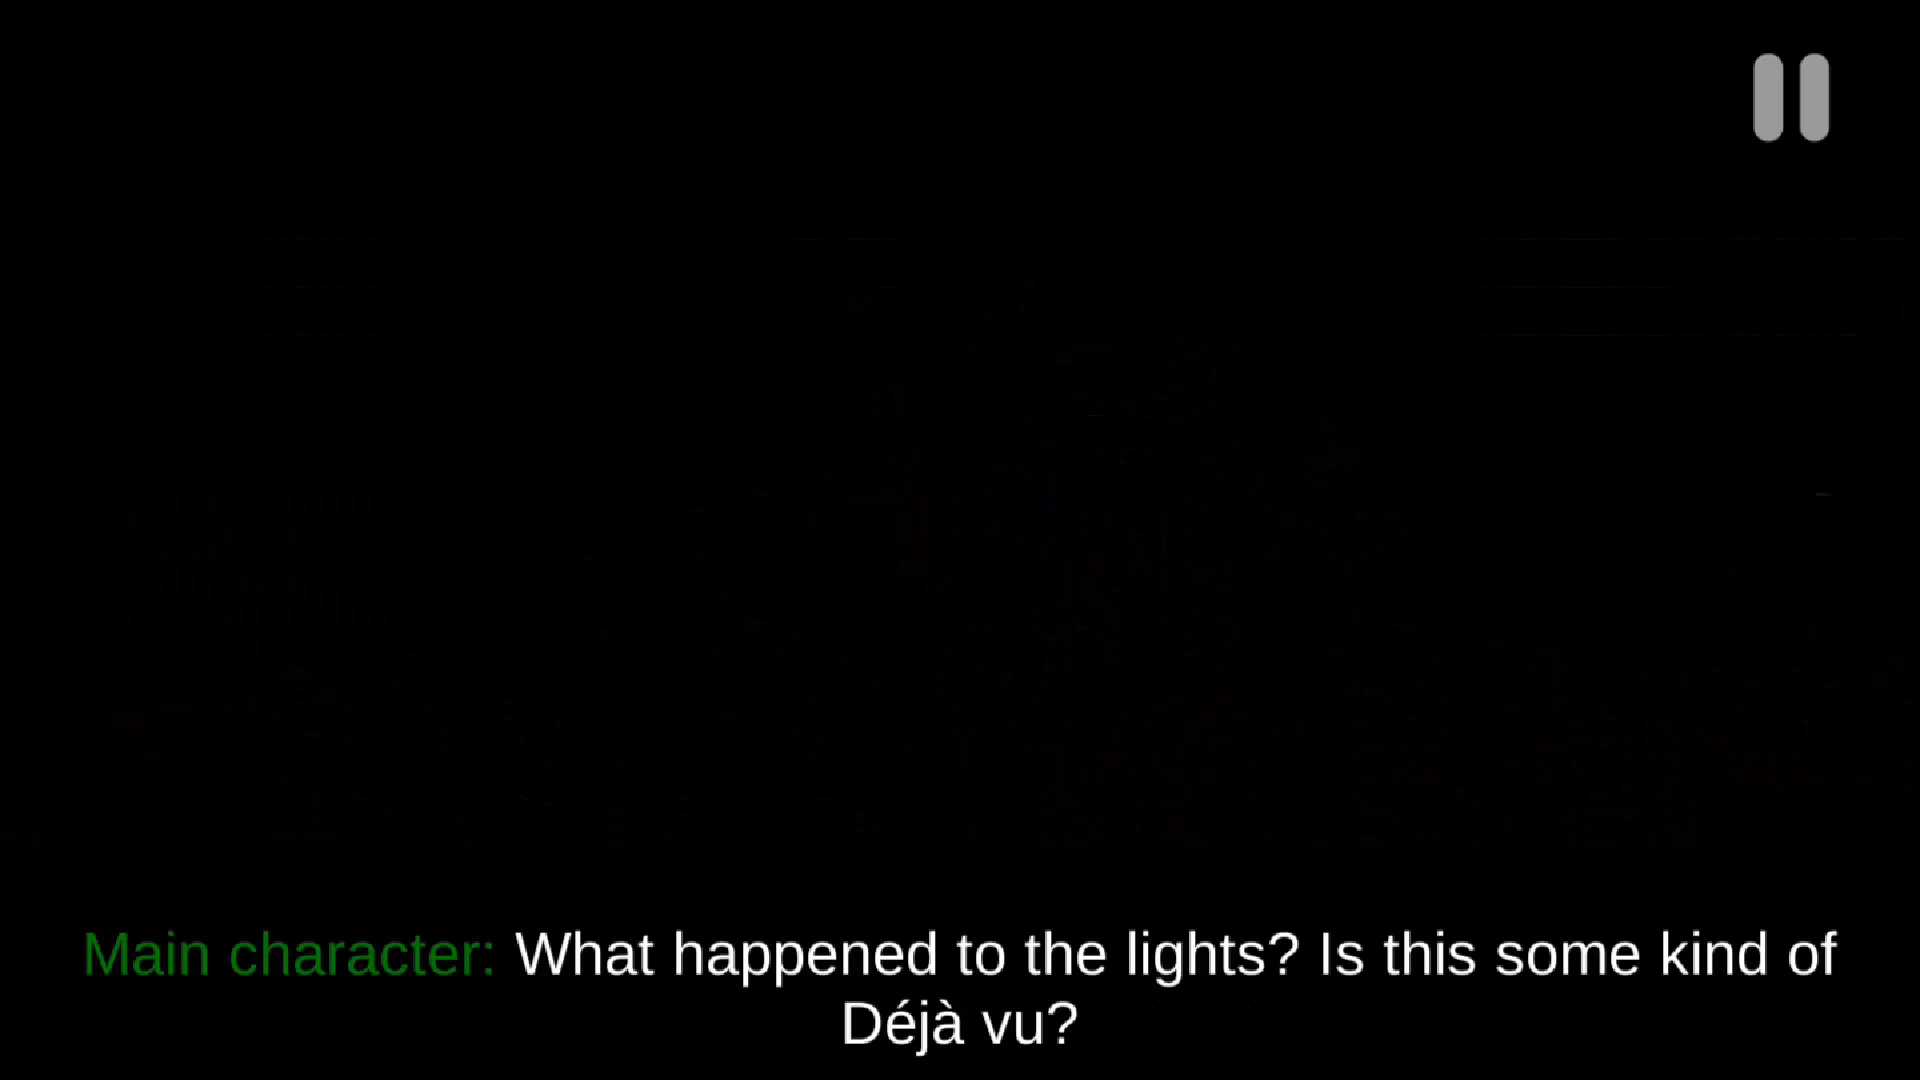 Main character: What happened to the lights? Is this some kind of
Déjà vu?